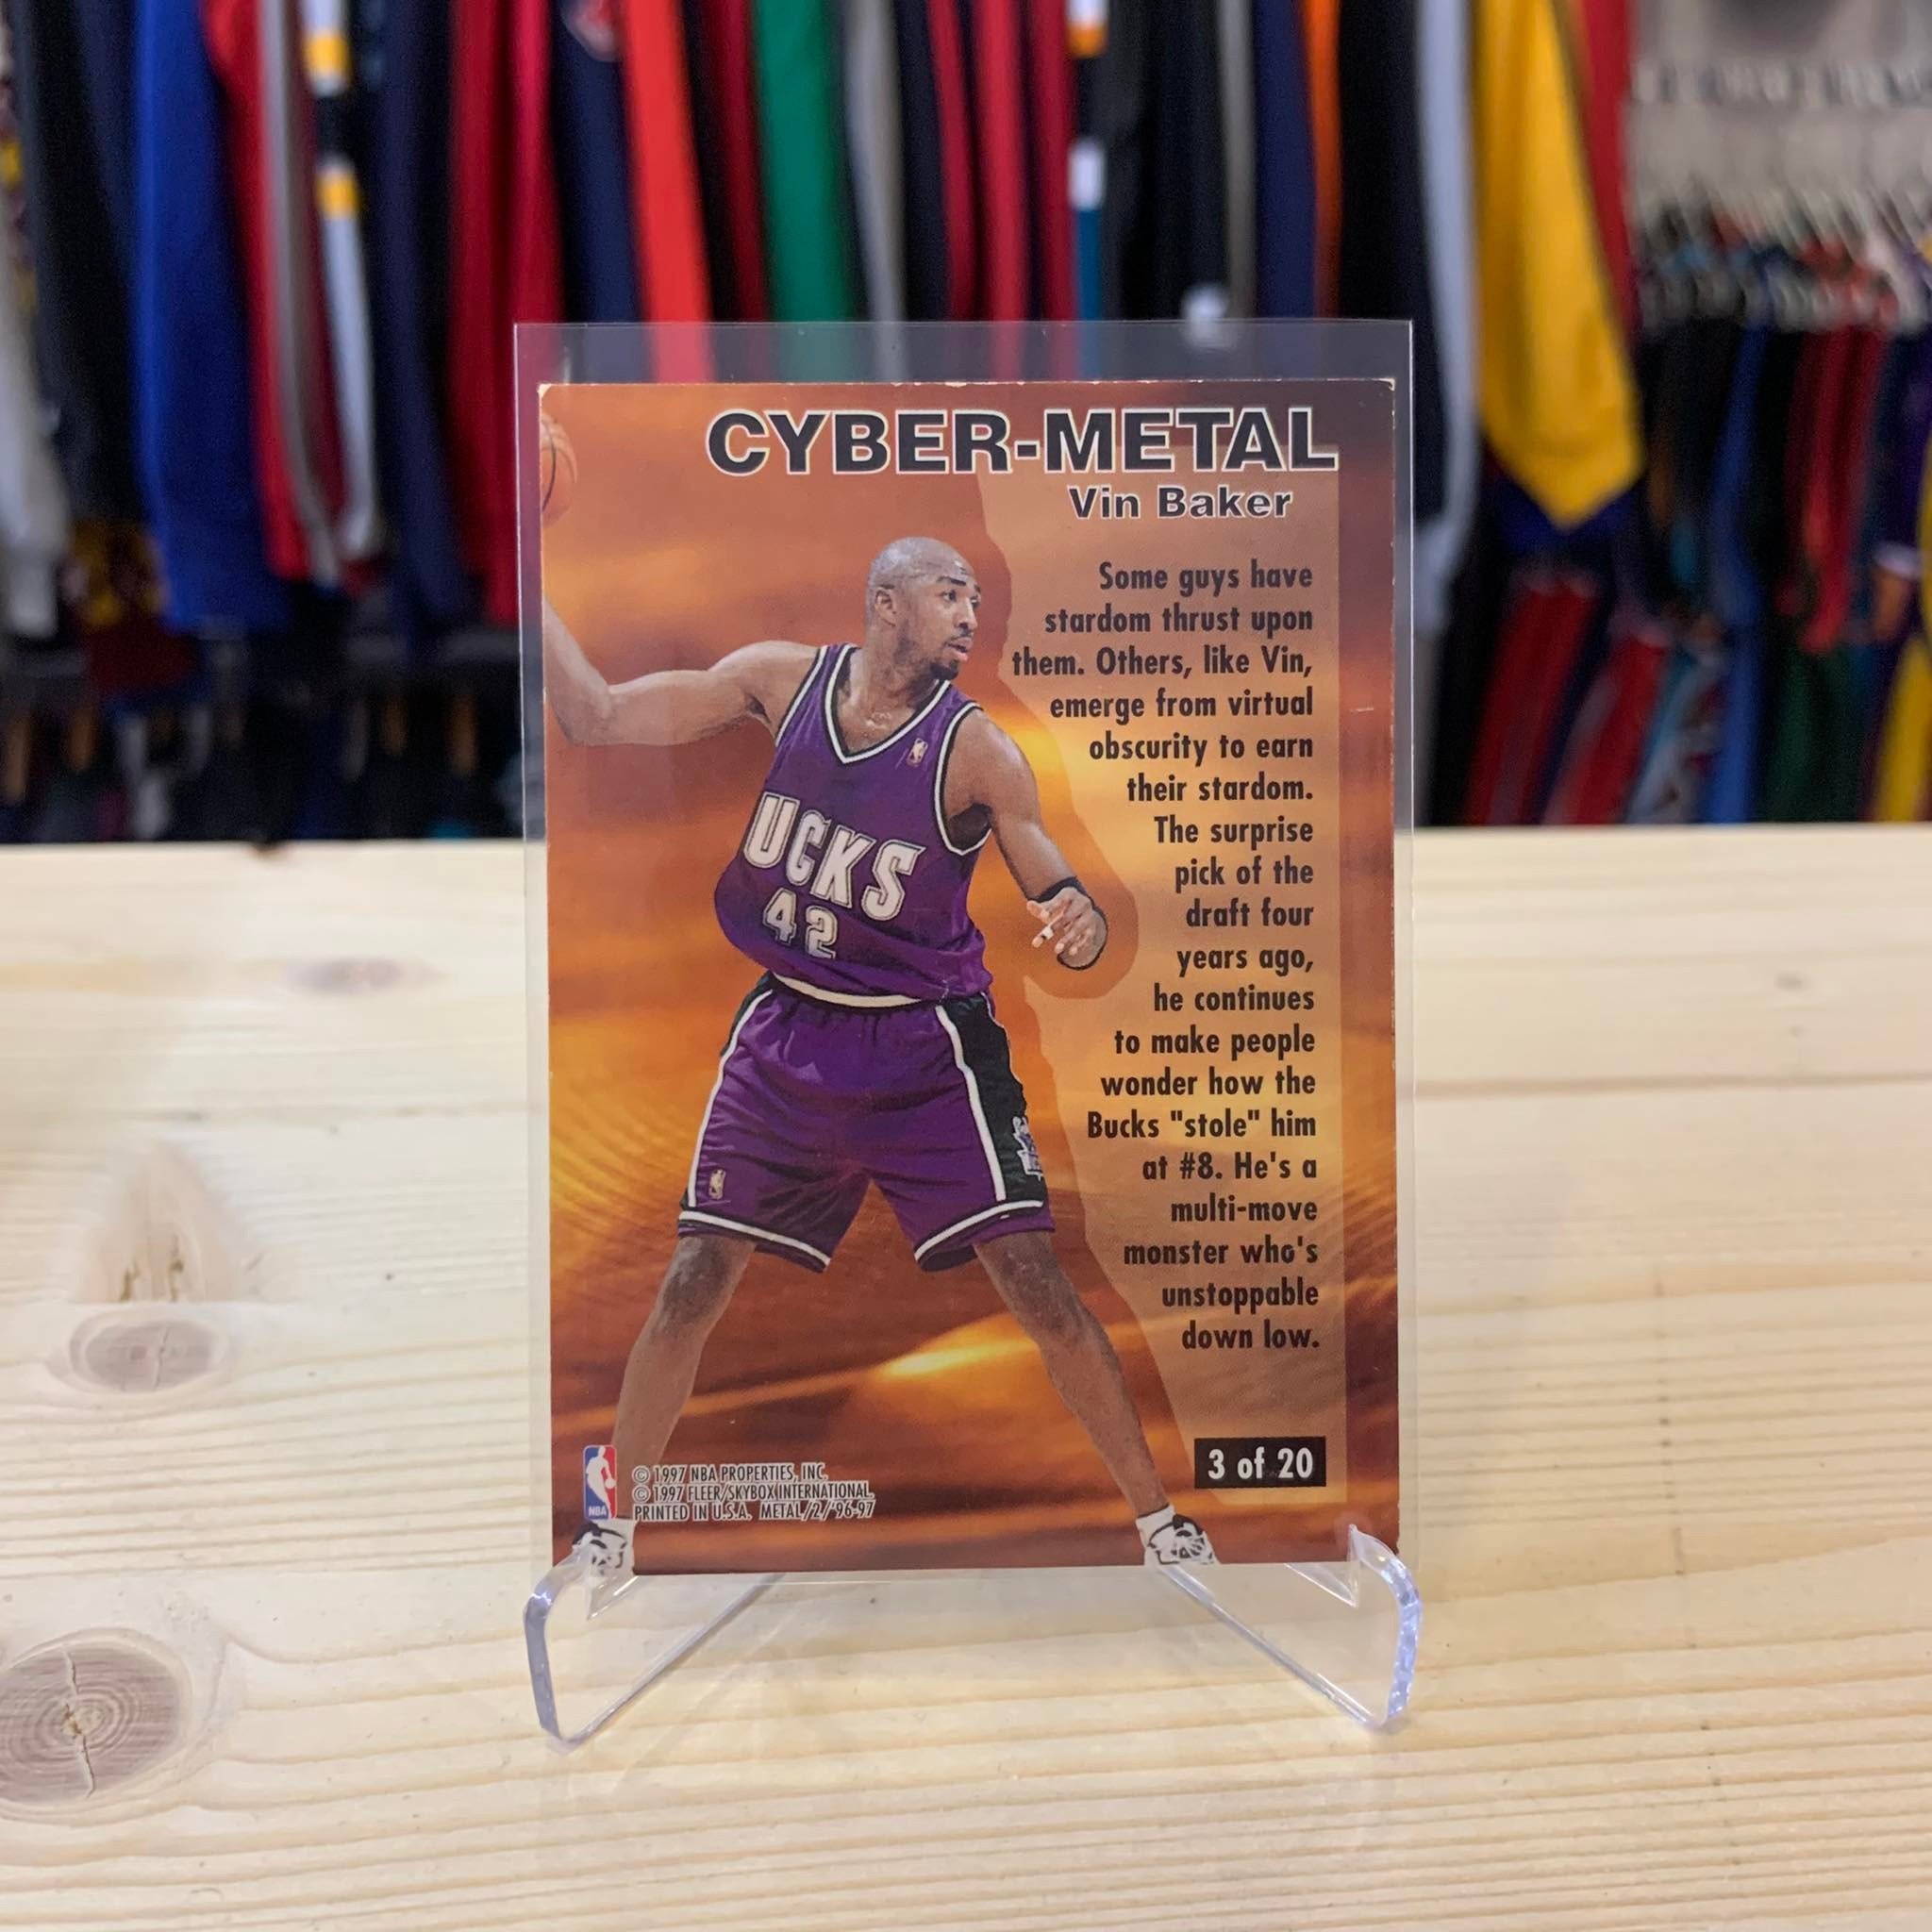 CYBER-METAL
Vin Baker
Some guys have
stardom thrust upon
them. Others, like Vin,
emerge from virtual
obscurity to earn
their stardom.
The surprise
pick of the
draft four
years ago,
he continues
to make people
wonder how the
Bucks "stole" him
at #8. He's a
multi-move
monster who's
unstoppable
down low.
UCKS
42
3 of 20
NBA
© 1997 NBA PROPERTIES, INC.
© 1997 FLEER/SKYBOX INTERNATIONAL.
PRINTED IN U.S.A. METAL/2/'96-97